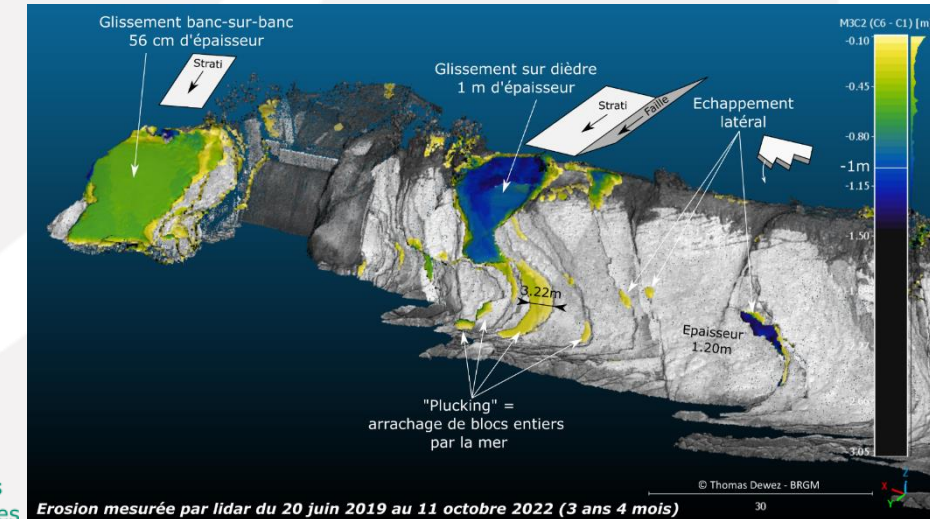 Glissement banc-sur-banc
56 cm d'épaisseur
Strati
Glissement sur dièdre
1 m d'épaisseur
Strati
Faille
Echappement
latéral
M3C2 (C6 - C1) [m
-0.10
-0.45
-0.80
-1m
-1.15
-1.50
-3.05
3.22m
Epaisseur
1.20m
"Plucking" =
arrachage de blocs entiers
par la mer
© Thomas Dewez - BRGM
30
X
Y
Z
s
es
Erosion mesurée par lidar du 20 juin 2019 au 11 octobre 2022 (3 ans 4 mois)